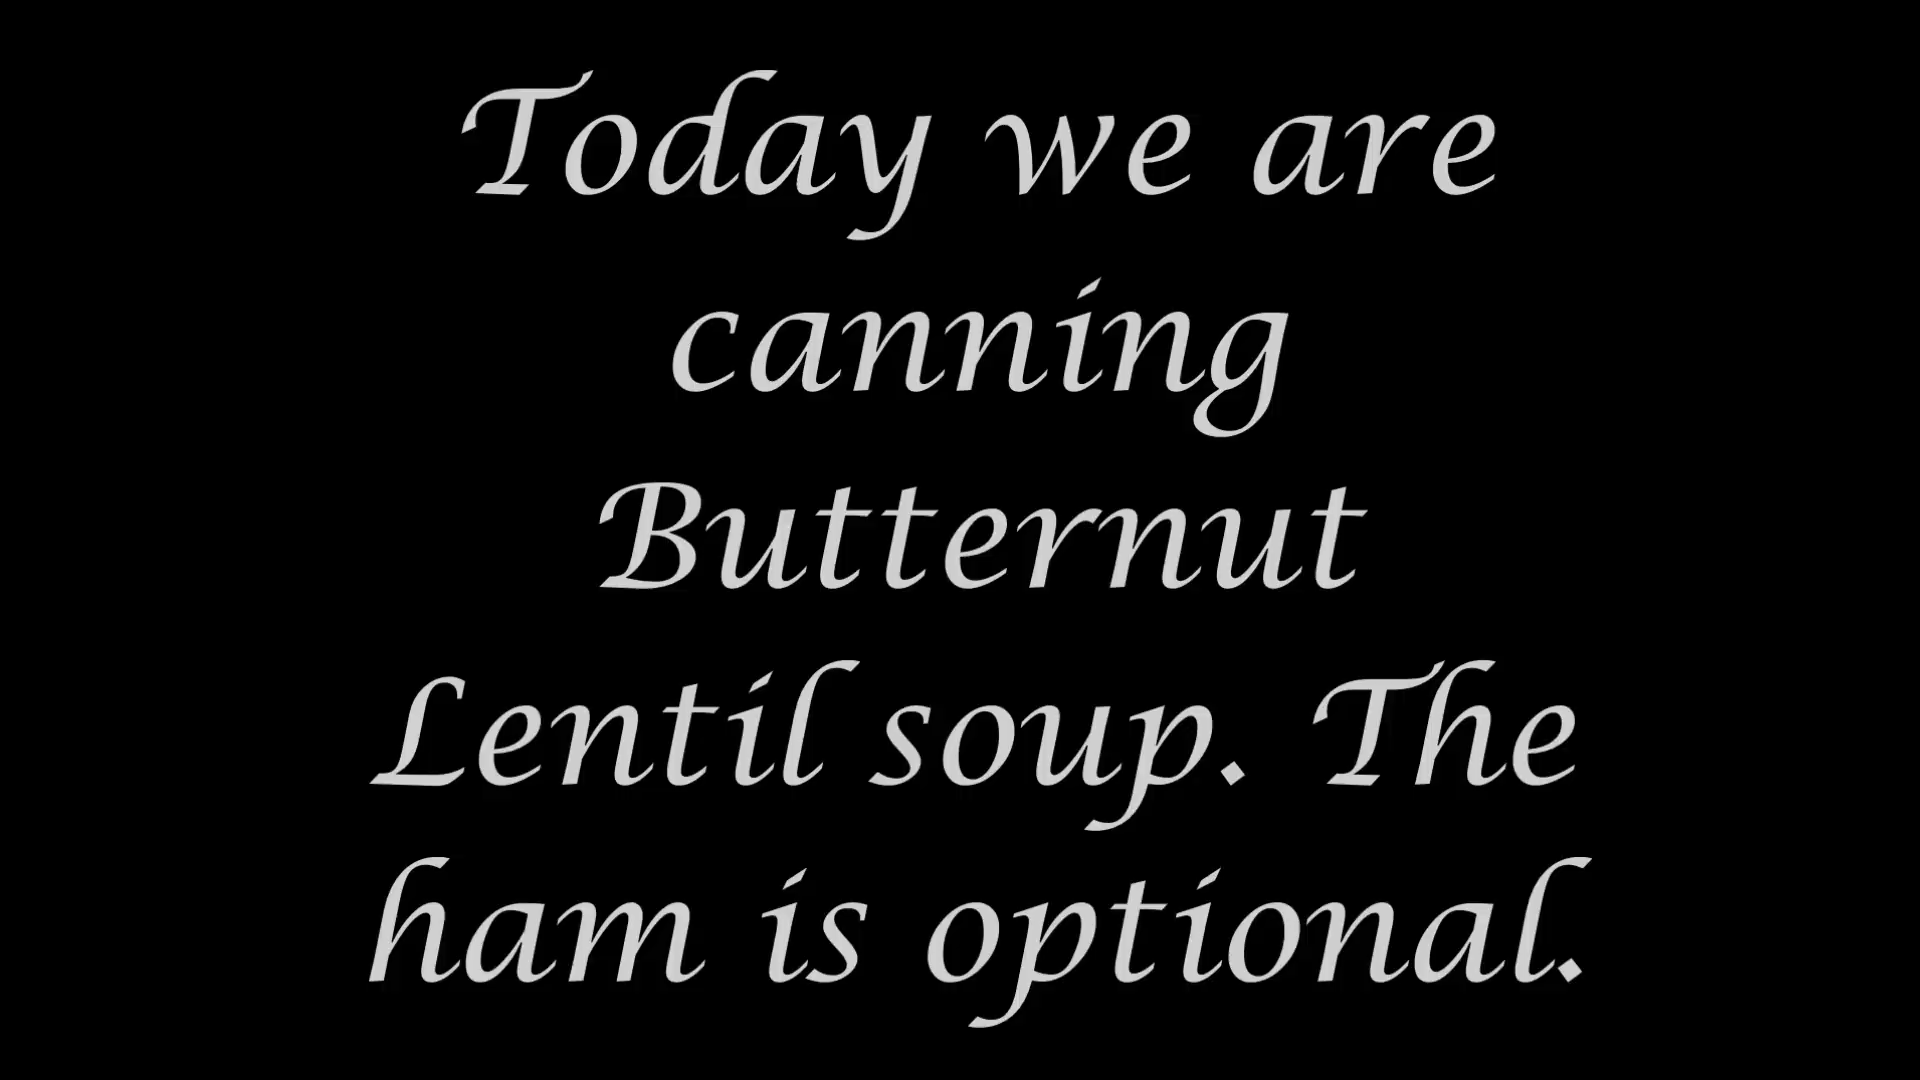 Today we are
canning
Butternut
Lentil soup. The
ham is optional.